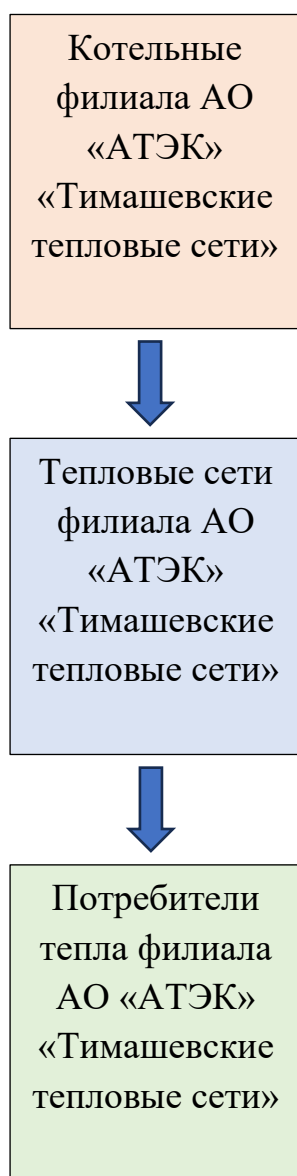 Котельные
филиала АО
«АТЭК»
«Тимашевские
тепловые сети»
Тепловые сети
филиала АО
«АТЭК»
«Тимашевские
тепловые сети»
Потребители
тепла филиала
АО «АТЭК»
«Тимашевские
тепловые сети»